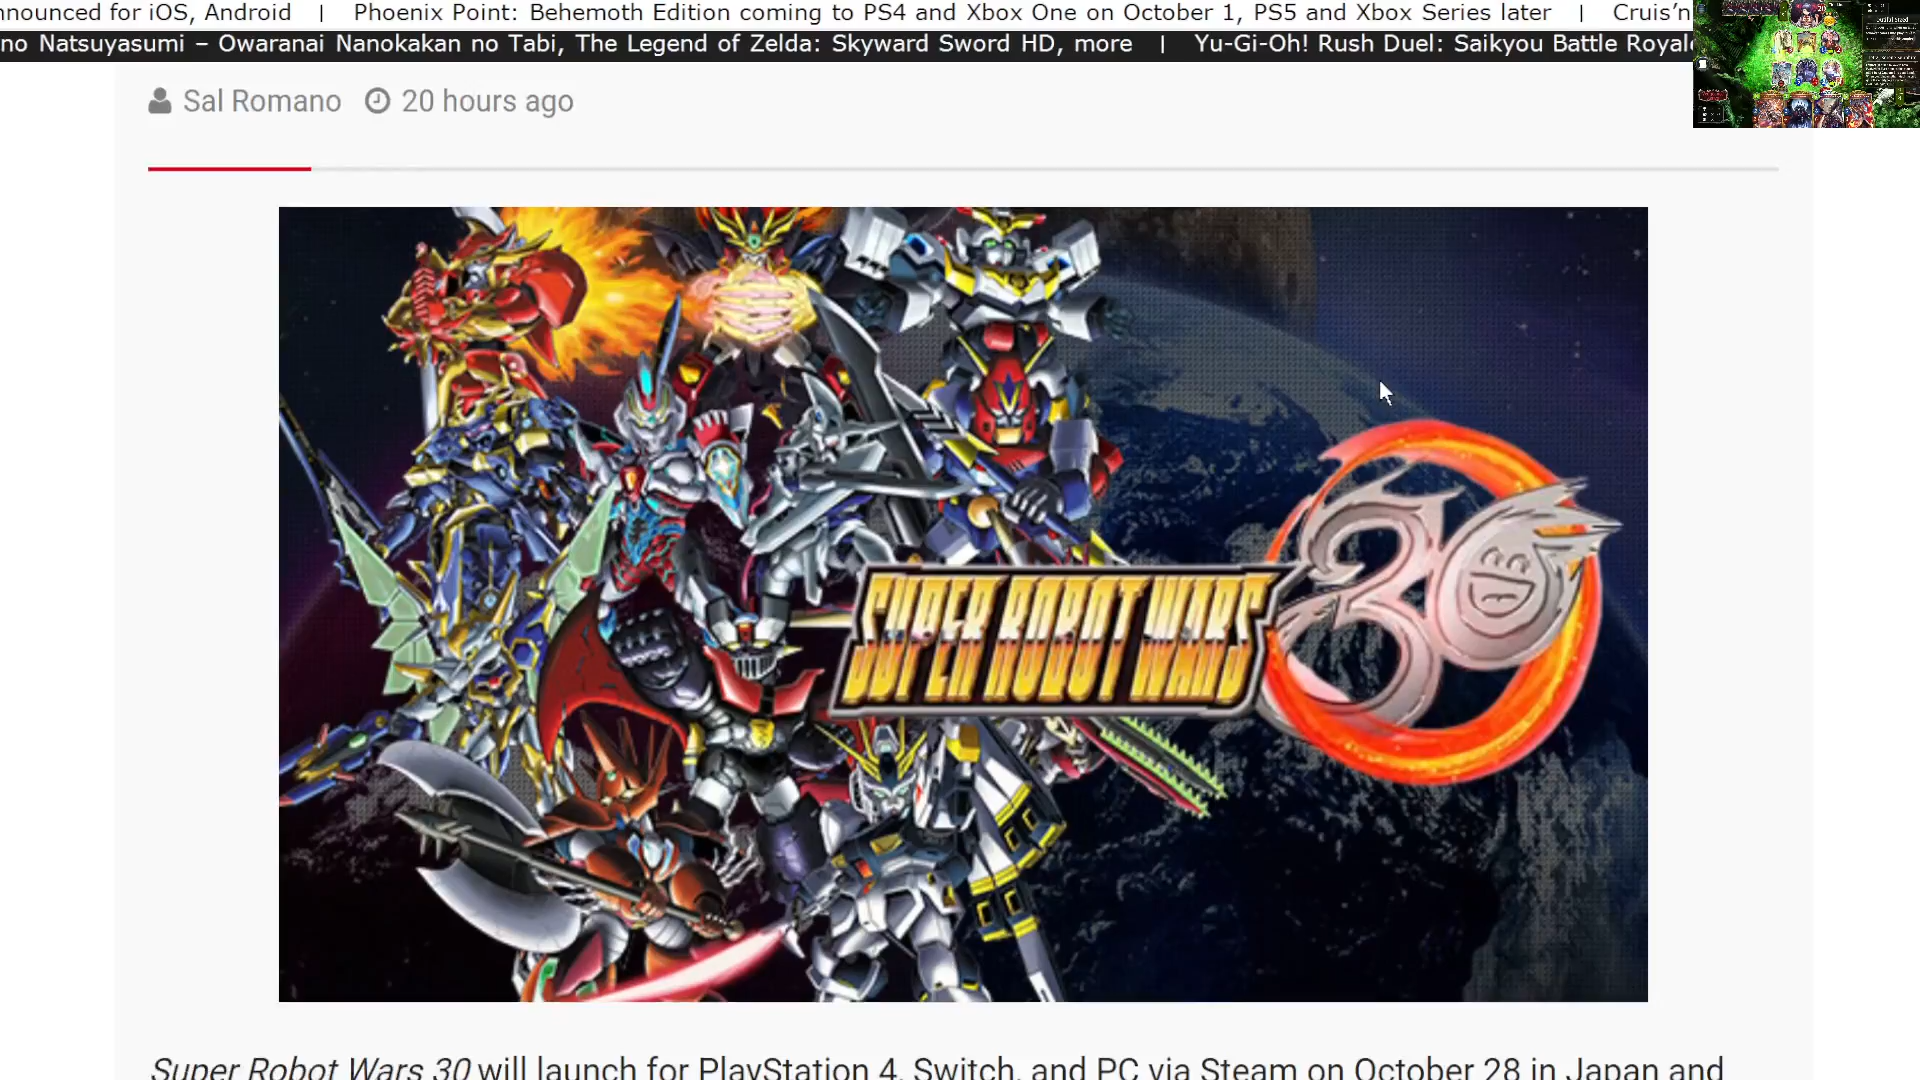 nnounced for iOS, Android | Phoenix Point: Behemoth Edition coming to PS4 and Xbox One on October 1, PS5 and Xbox Series later | Cruis'n
no Natsuyasumi – Owaranai Nanokakan no Tabi, The Legend of Zelda: Skyward Sword HD, more | Yu-Gi-Oh! Rush Duel: Saikyou Battle Royale
Sal Romano 20 hours ago
SUPER ROBOT WARS 30
Super Robot Wars 30 will launch for PlayStation 4, Switch, and PC via Steam on October 28 in Japan and